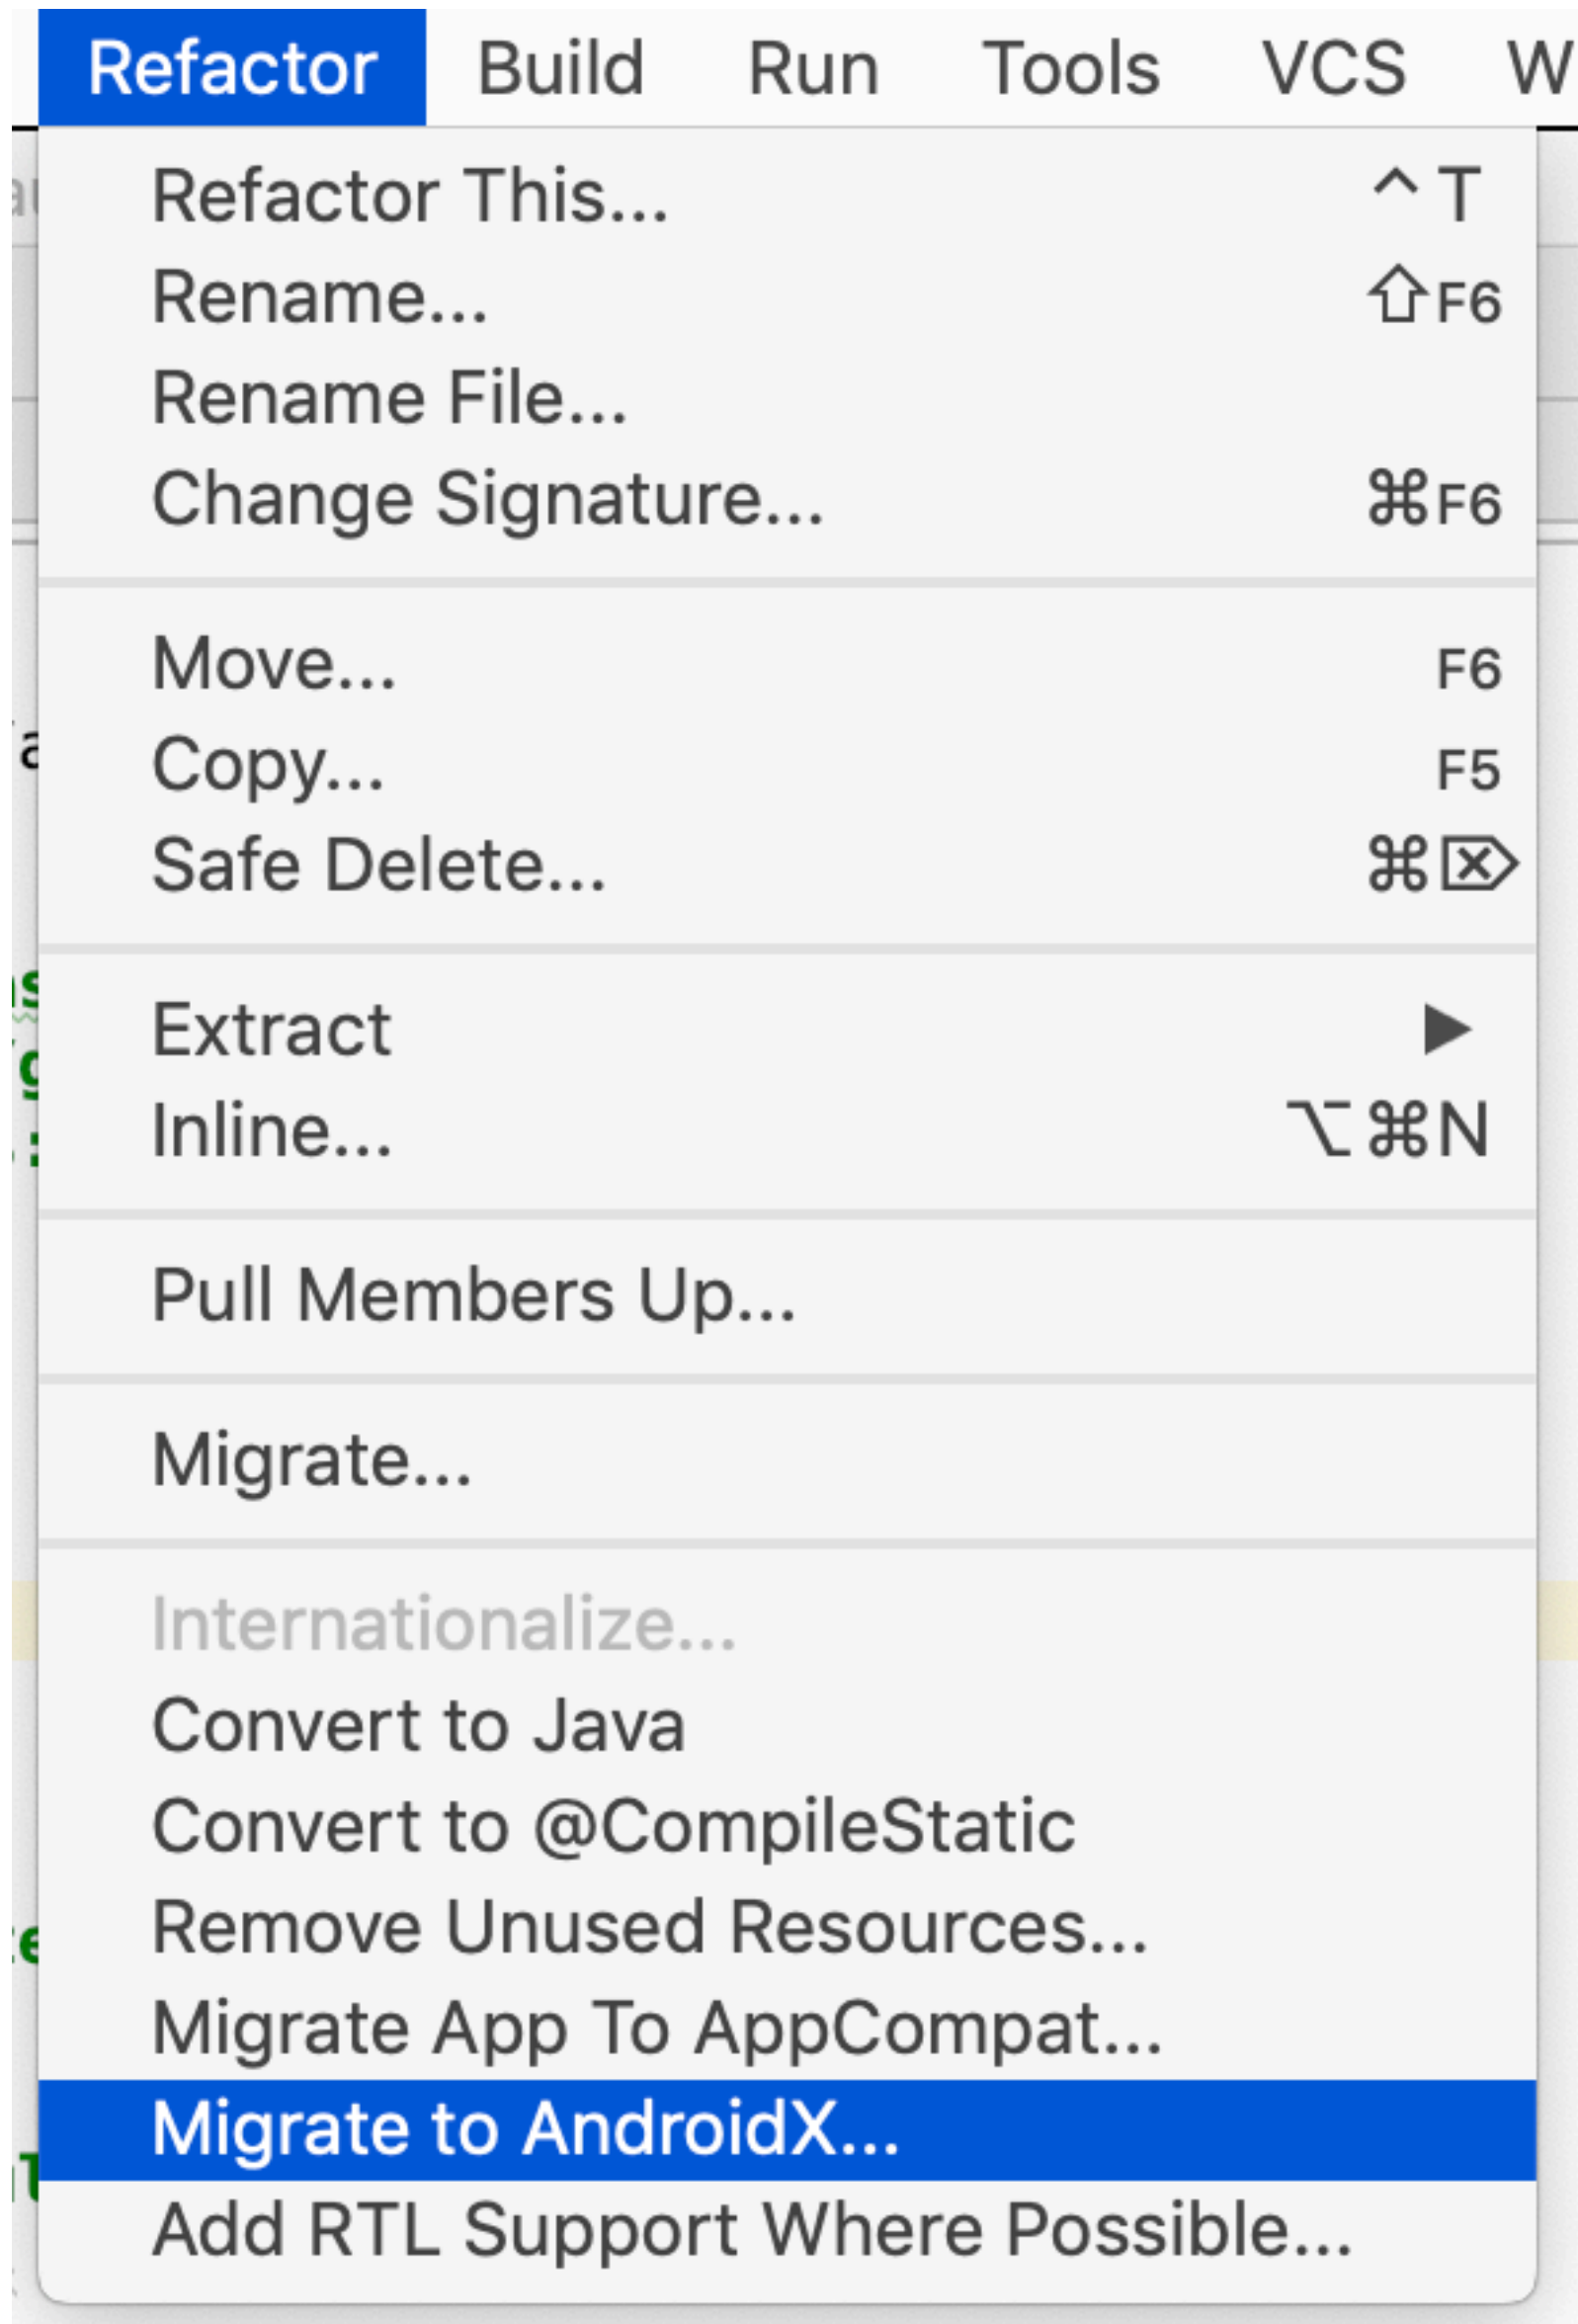 Refactor Build Run Tools VCS W
Refactor This... ^ T
Rename... ⇧F6
Rename File...
Change Signature... ⌘F6
Move... F6
Copy... F5
Safe Delete... ⌘⌦
Extract ▶
Inline... ⌥⌘N
Pull Members Up...
Migrate...
Internationalize...
Convert to Java
Convert to @CompileStatic
Remove Unused Resources...
Migrate App To AppCompat...
Migrate to AndroidX...
Add RTL Support Where Possible...